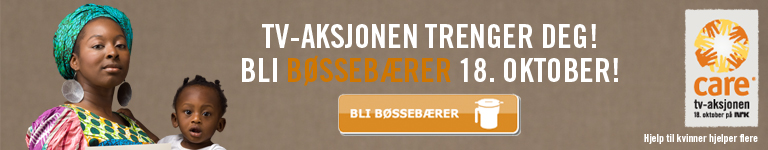 TV-AKSJONEN TRENGER DEG!
BLI BØSSEBÆRER 18. OKTOBER!
BLI BØSSEBÆRER
care
tv-aksjonen
18. oktober på NRK
Hjelp til kvinner hjelper flere